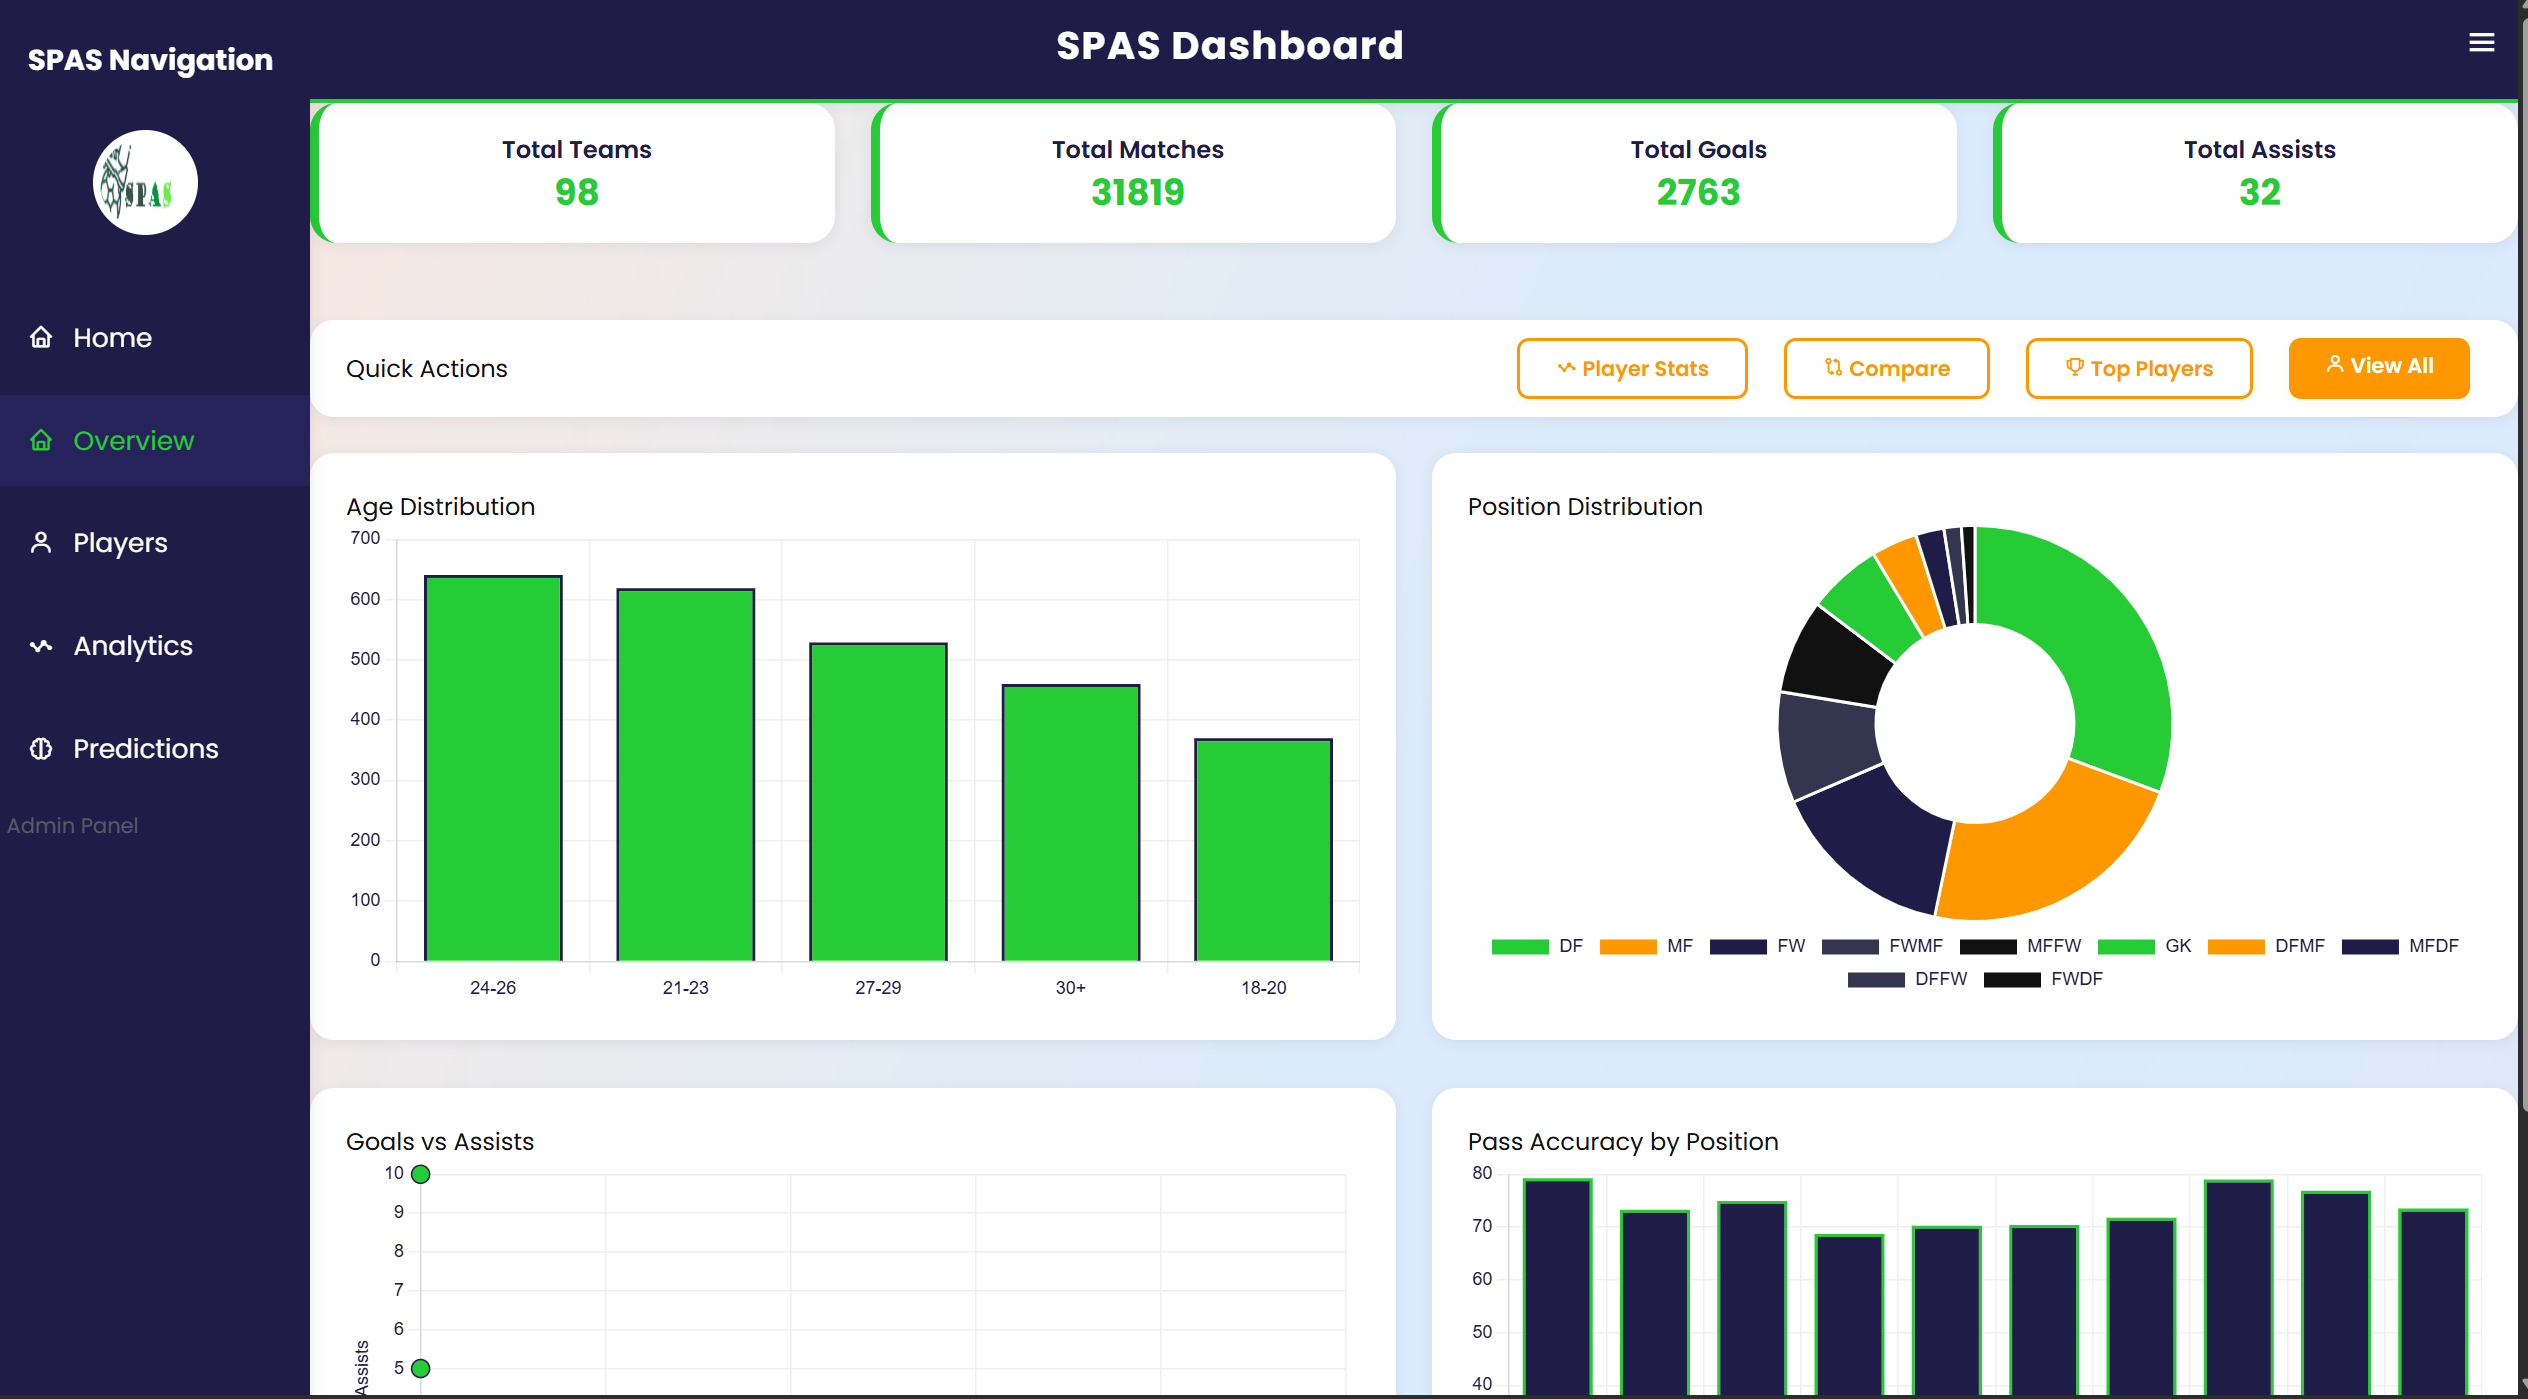 SPAS Navigation
SPAS Dashboard
SPAS
Home
Overview
Players
Analytics
Predictions
Admin Panel
Total Teams
98
Total Matches
31819
Total Goals
2763
Total Assists
32
Quick Actions
Player Stats
Compare
Top Players
View All
Age Distribution
700
600
500
400
300
200
100
0
24-26 21-23 27-29 30+ 18-20
Position Distribution
DF MF FW FWMF MFFW GK DFMF MFDF
DFFW FWDF
Goals vs Assists
10
9
8
7
6
5
Assists
Pass Accuracy by Position
80
70
60
50
40